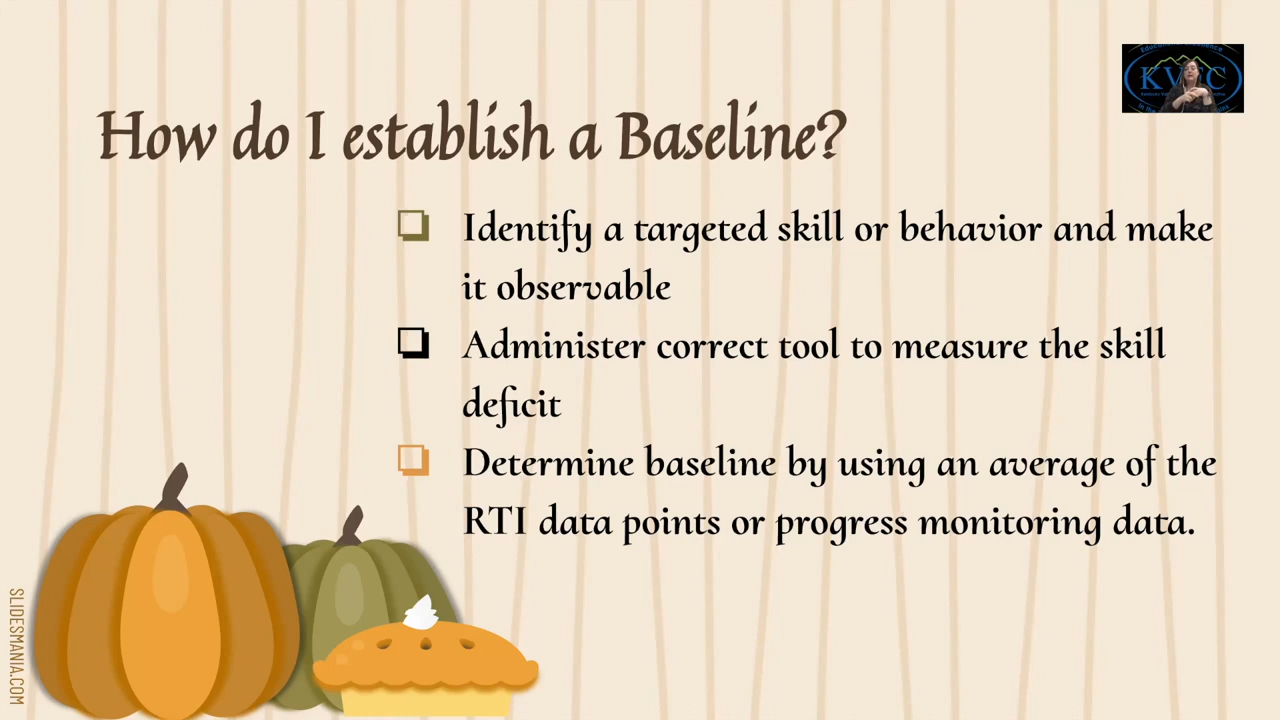 How do I establish a Baseline?
Identify a targeted skill or behavior and make
it observable
Administer correct tool to measure the skill
deficit
Determine baseline by using an average of the
RTI data points or progress monitoring data.
SLIDESMANIA.COM